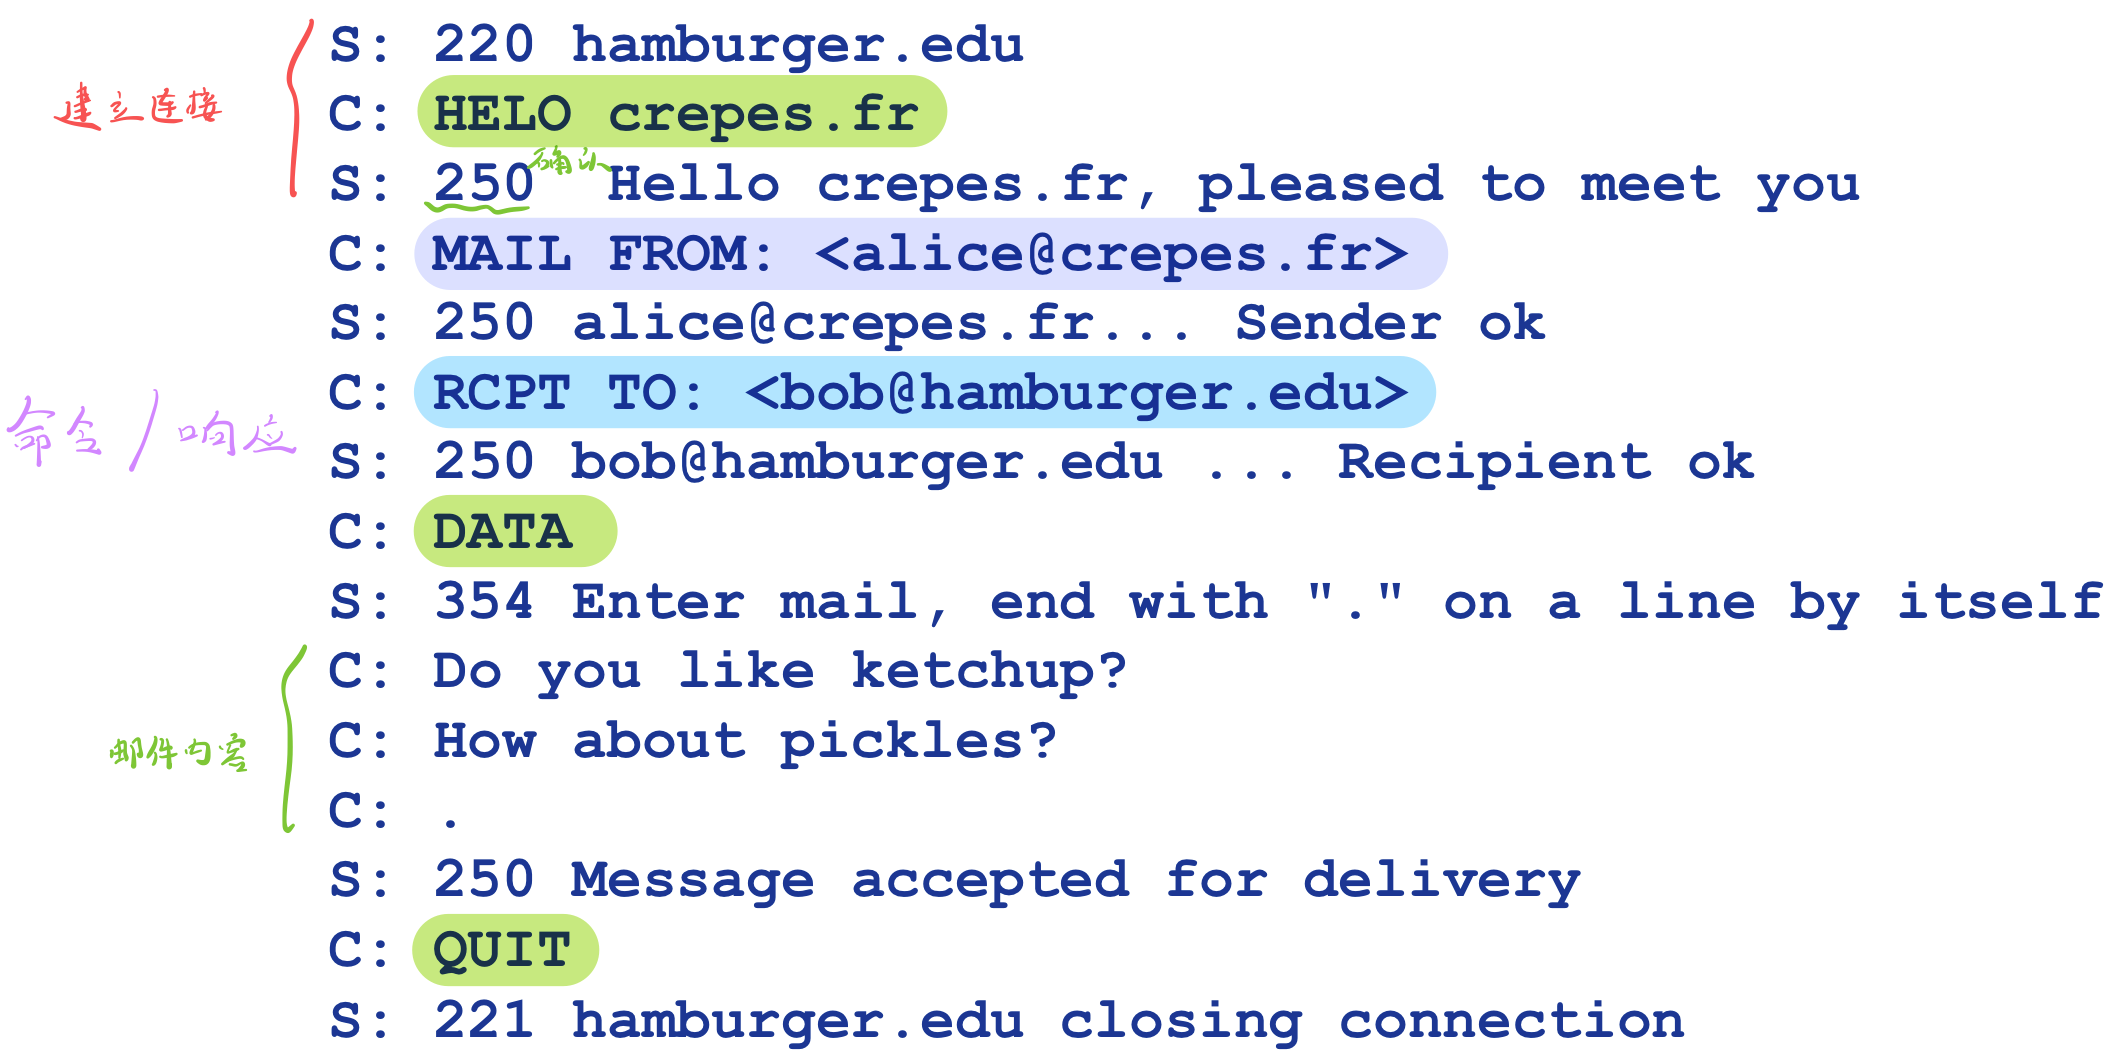 S: 220 hamburger.edu
建立连接
C: HELO crepes.fr
确认
S: 250 Hello crepes.fr, pleased to meet you
C: MAIL FROM: <alice@crepes.fr>
S: 250 alice@crepes.fr... Sender ok
C: RCPT TO: <bob@hamburger.edu>
命令/响应
S: 250 bob@hamburger.edu ... Recipient ok
C: DATA
S: 354 Enter mail, end with "." on a line by itself
C: Do you like ketchup?
C: How about pickles?
邮件内容
C: .
S: 250 Message accepted for delivery
C: QUIT
S: 221 hamburger.edu closing connection